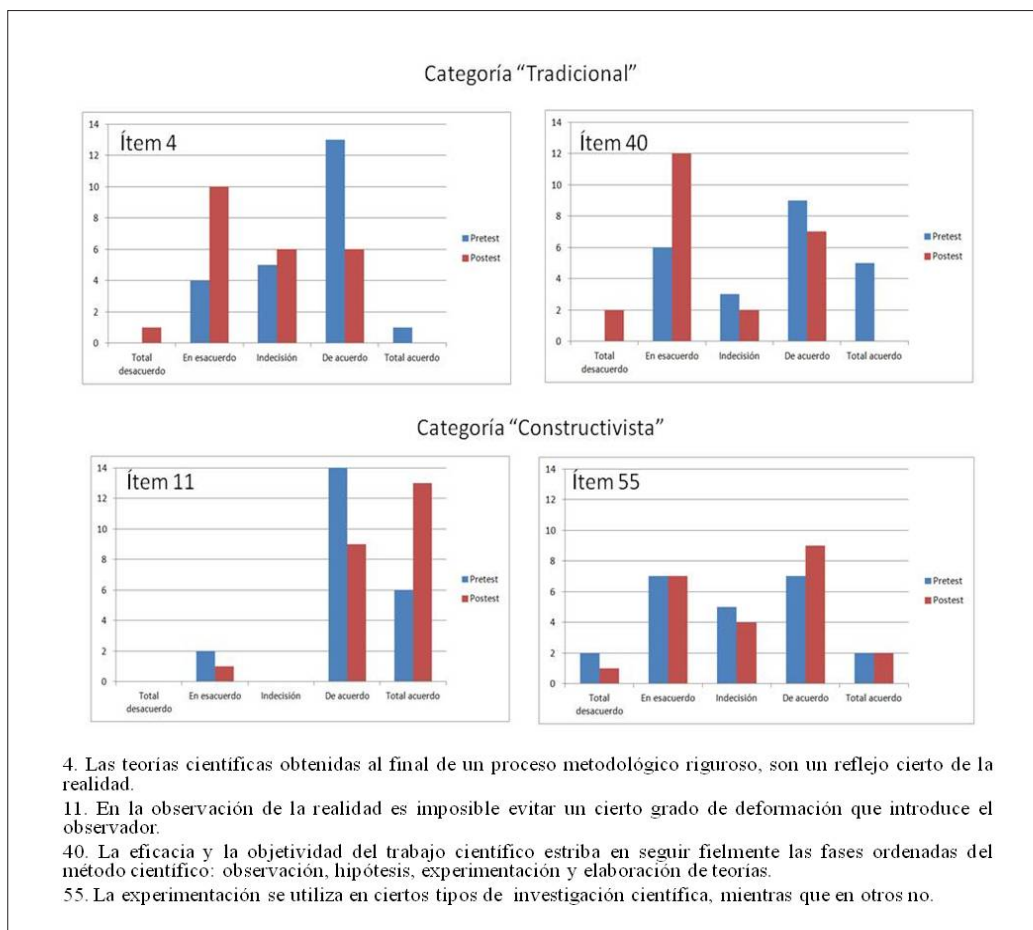 Categoría “Tradicional”
Ítem 4
14
12
10
8
6
4
2
0
Total desacuerdo
En esacuerdo
Indecisión
De acuerdo
Total acuerdo
Pretest
Postest
Ítem 40
14
12
10
8
6
4
2
0
Total desacuerdo
En esacuerdo
Indecisión
De acuerdo
Total acuerdo
Pretest
Postest
Categoría “Constructivista”
Ítem 11
14
12
10
8
6
4
2
0
Total desacuerdo
En esacuerdo
Indecisión
De acuerdo
Total acuerdo
Pretest
Postest
Ítem 55
14
12
10
8
6
4
2
0
Total desacuerdo
En esacuerdo
Indecisión
De acuerdo
Total acuerdo
Pretest
Postest
4. Las teorías científicas obtenidas al final de un proceso metodológico riguroso, son un reflejo cierto de la
realidad.
11. En la observación de la realidad es imposible evitar un cierto grado de deformación que introduce el
observador.
40. La eficacia y la objetividad del trabajo científico estriba en seguir fielmente las fases ordenadas del
método científico: observación, hipótesis, experimentación y elaboración de teorías.
55. La experimentación se utiliza en ciertos tipos de investigación científica, mientras que en otros no.